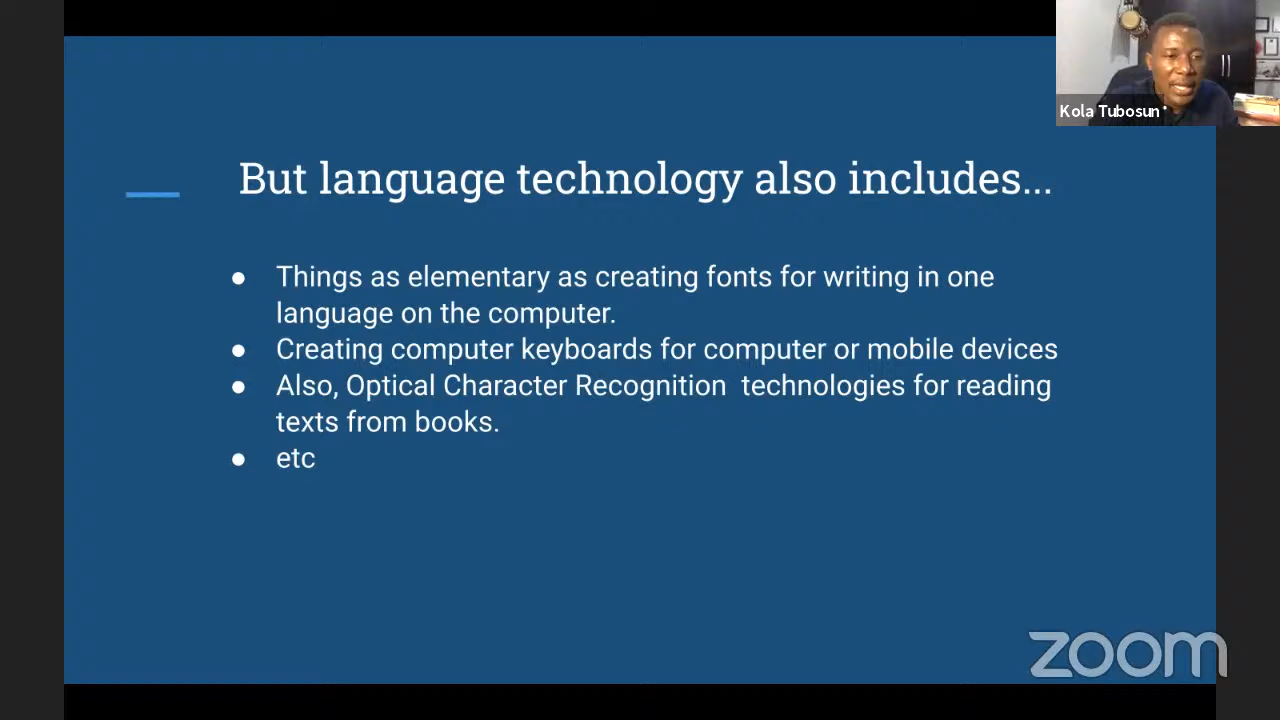 Kola Tubosun
But language technology also includes...
● Things as elementary as creating fonts for writing in one
language on the computer.
● Creating computer keyboards for computer or mobile devices
● Also, Optical Character Recognition  technologies for reading
texts from books.
● etc
zoom